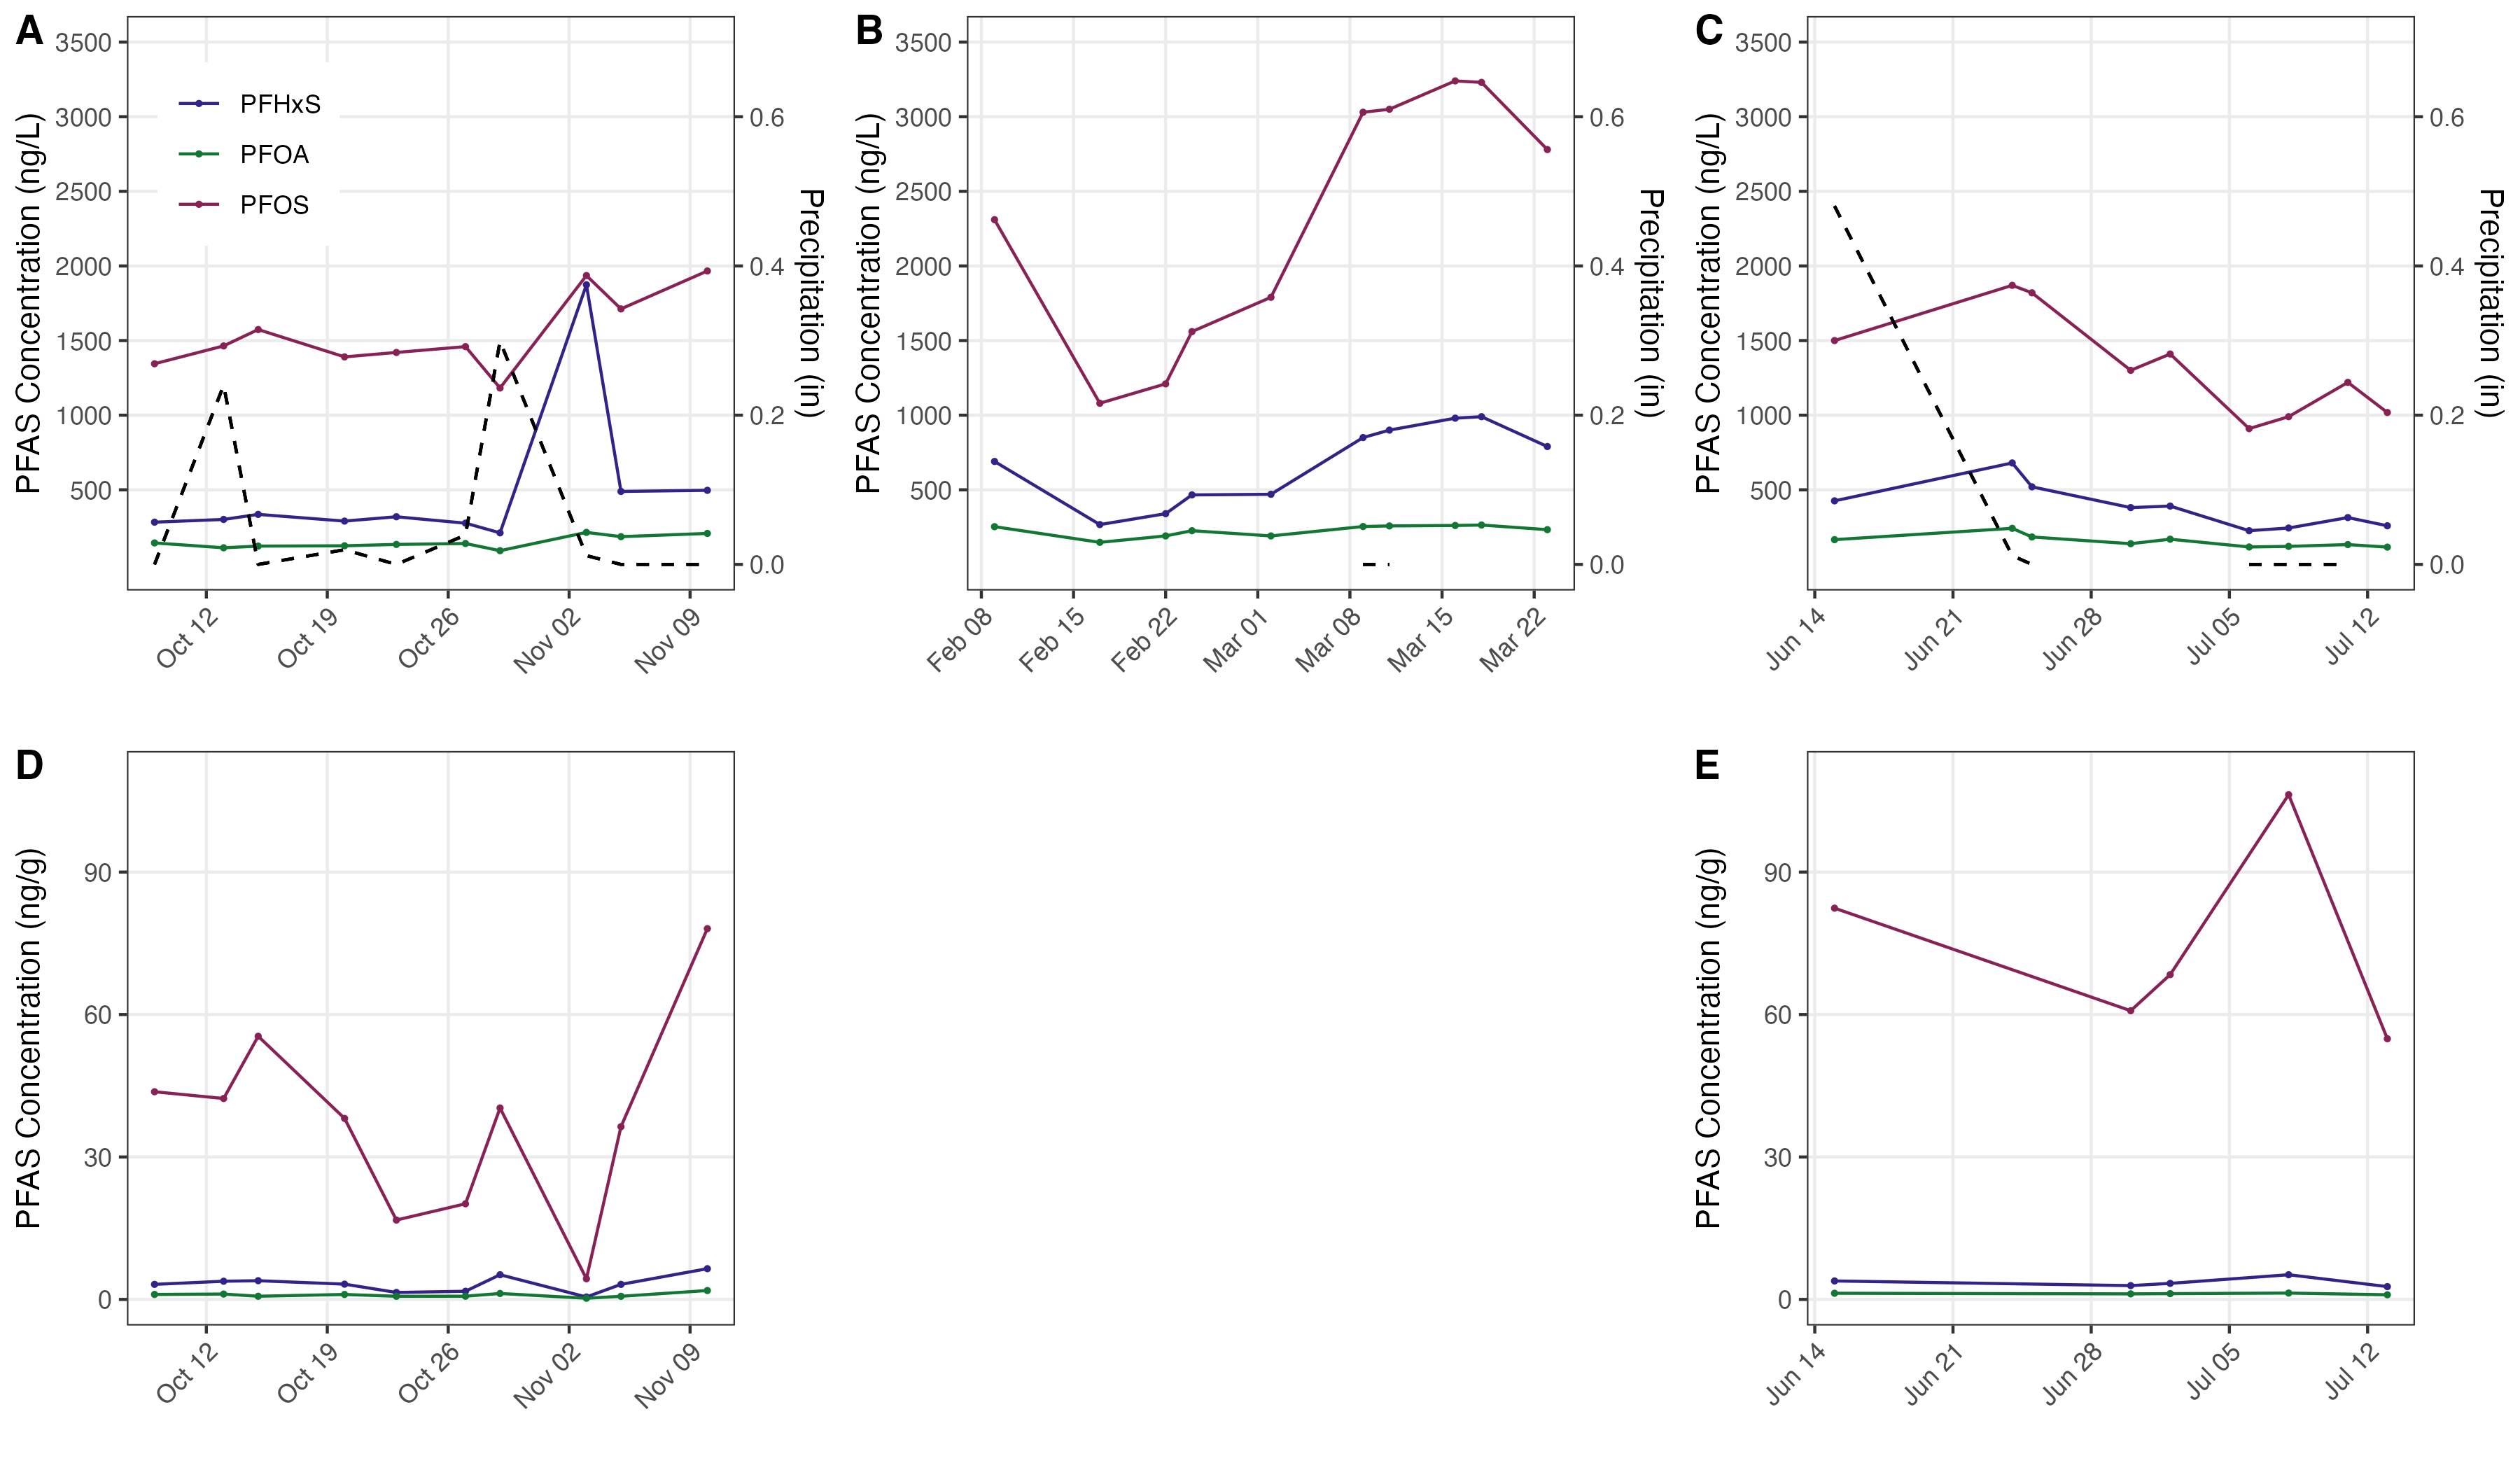 A
PFAS Concentration (ng/L)
3500
3000
2500
2000
1500
1000
500
PFHxS
PFOA
PFOS
0.6
0.4
0.2
0.0
Precipitation (in)
Oct 12
Oct 19
Oct 26
Nov 02
Nov 09
B
PFAS Concentration (ng/L)
3500
3000
2500
2000
1500
1000
500
0.6
0.4
0.2
0.0
Precipitation (in)
Feb 08
Feb 15
Feb 22
Mar 01
Mar 08
Mar 15
Mar 22
C
PFAS Concentration (ng/L)
3500
3000
2500
2000
1500
1000
500
0.6
0.4
0.2
0.0
Precipitation (in)
Jun 14
Jun 21
Jun 28
Jul 05
Jul 12
D
PFAS Concentration (ng/g)
90
60
30
0
Oct 12
Oct 19
Oct 26
Nov 02
Nov 09
E
PFAS Concentration (ng/g)
90
60
30
0
Jun 14
Jun 21
Jun 28
Jul 05
Jul 12